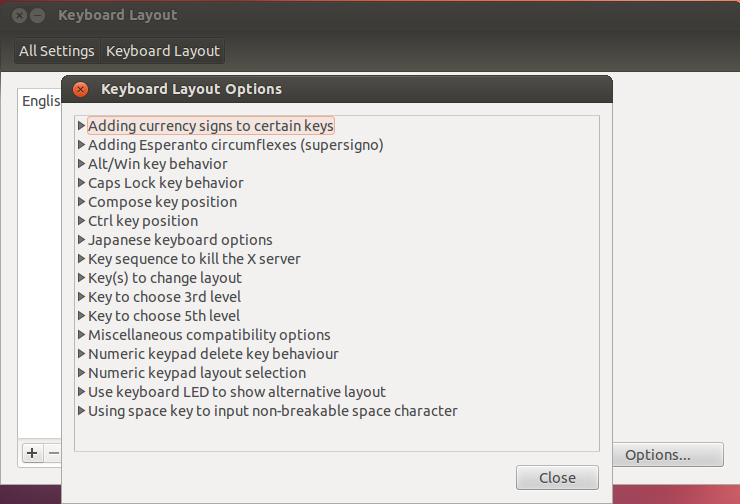 Keyboard Layout
All Settings Keyboard Layout
Keyboard Layout Options
Englis
Adding currency signs to certain keys
Adding Esperanto circumflexes (supersigno)
Alt/Win key behavior
Caps Lock key behavior
Compose key position
Ctrl key position
Japanese keyboard options
Key sequence to kill the X server
Key(s) to change layout
Key to choose 3rd level
Key to choose 5th level
Miscellaneous compatibility options
Numeric keypad delete key behaviour
Numeric keypad layout selection
Use keyboard LED to show alternative layout
Using space key to input non-breakable space character
Options...
Close